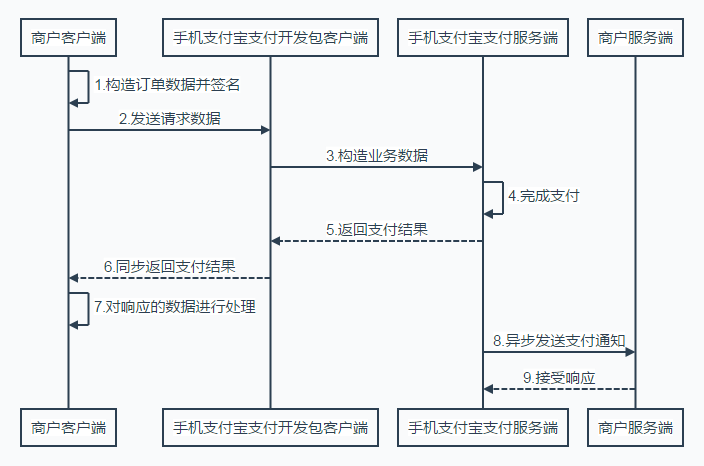 商户客户端
手机支付宝支付开发包客户端
手机支付宝支付服务端
商户服务端
1.构造订单数据并签名
2.发送请求数据
3.构造业务数据
4.完成支付
5.返回支付结果
6.同步返回支付结果
7.对响应的数据进行处理
8.异步发送支付通知
9.接受响应
商户客户端
手机支付宝支付开发包客户端
手机支付宝支付服务端
商户服务端